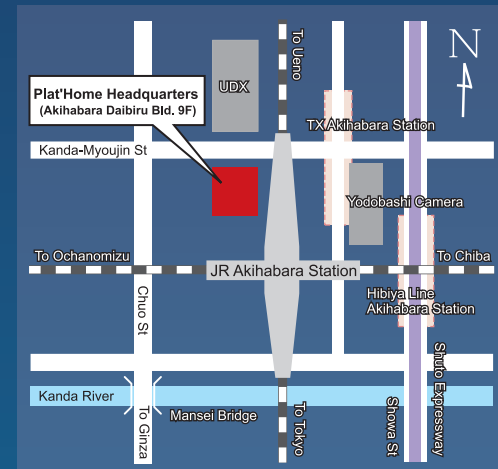 To Ueno
N
UDX
Plat'Home Headquarters
(Akihabara Daibiru Bld. 9F)
TX Akihabara Station
Kanda-Myoujin St
Yodobashi Camera
To Ochanomizu
To Chiba
JR Akihabara Station
Hibiya Line
Akihabara Station
Chuo St
Shuto Expressway
Kanda River
Showa St
To Ginza
Mansei Bridge
To Tokyo